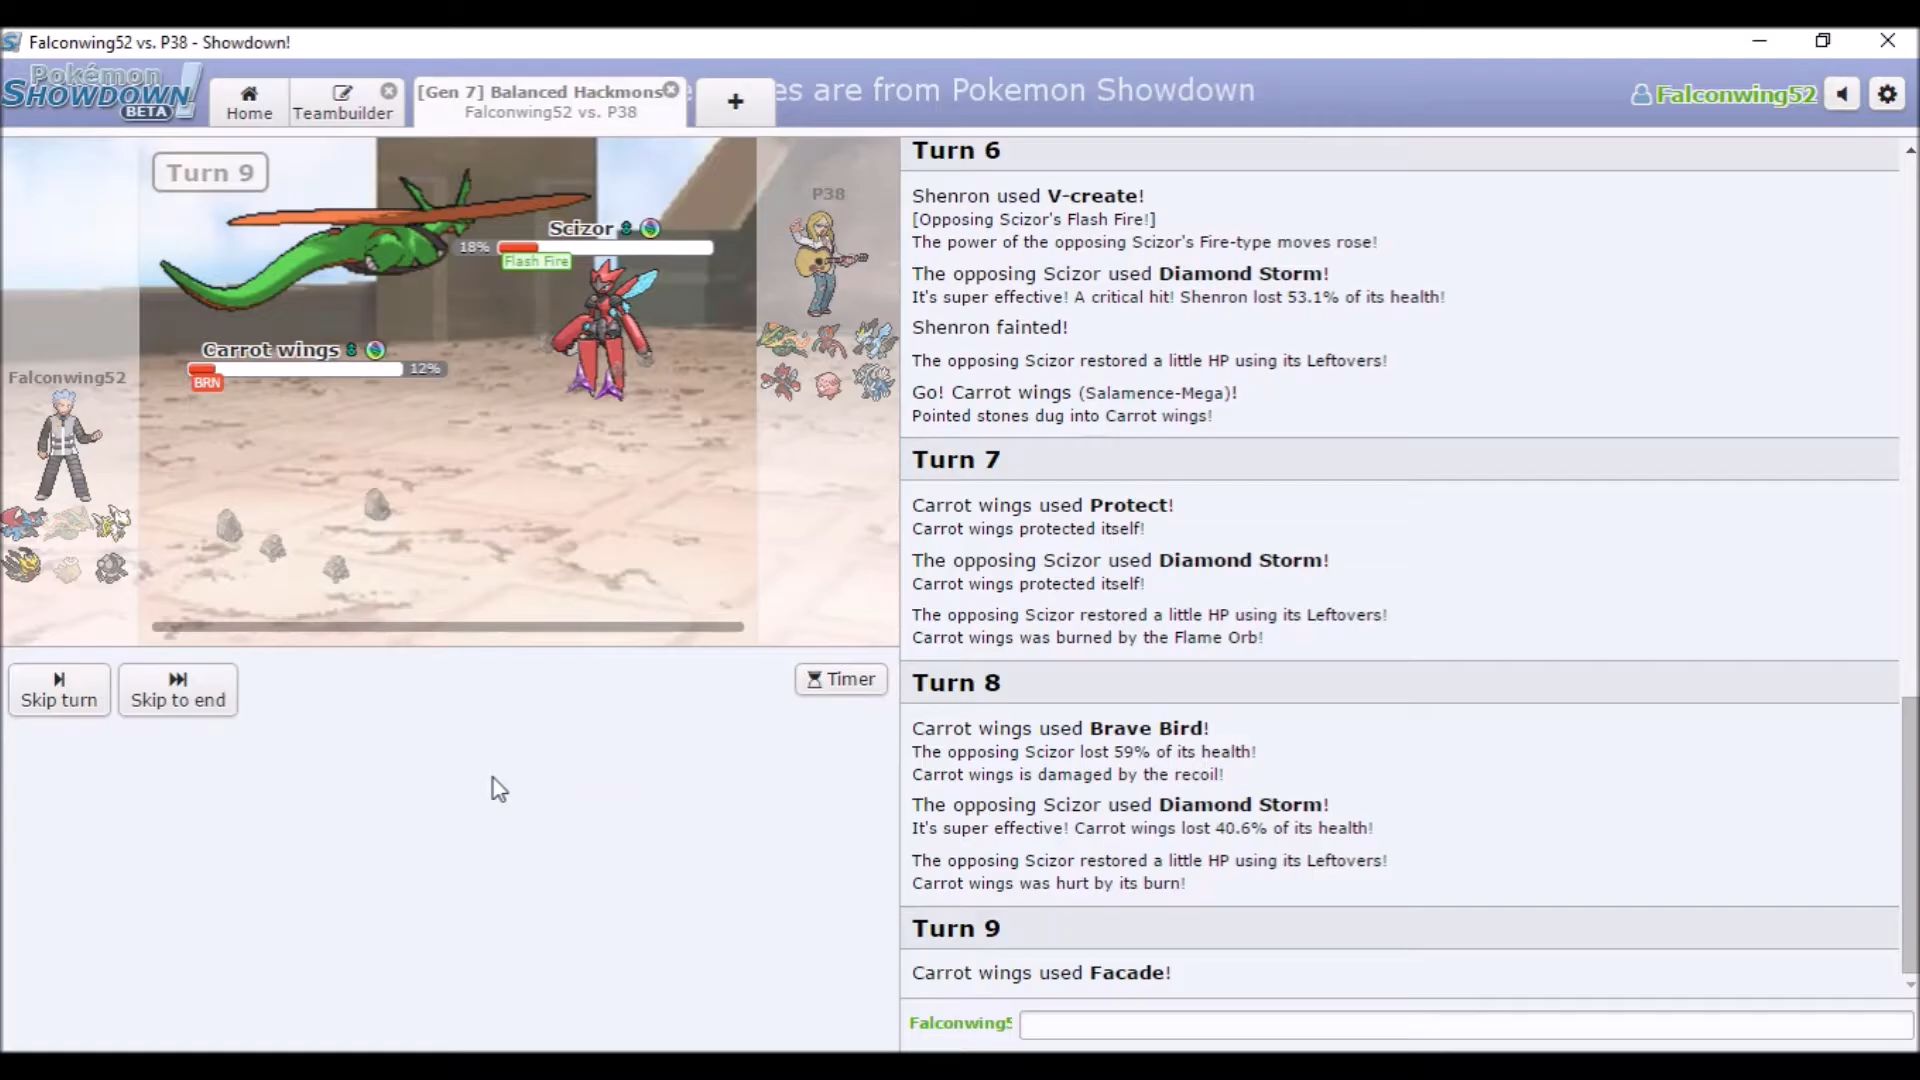 Falconwing52 vs. P38 - Showdown!
Pokémon
SHOWDOWN!
BETA
Home
Teambuilder
[Gen 7] Balanced Hackmons
Falconwing52 vs. P38
es are from Pokemon Showdown
Falconwing52
Turn 9
P38
Scizor
18%
Flash Fire
Carrot wings
12%
BRN
Falconwing52
Skip turn
Skip to end
Timer
Turn 6
Shenron used V-create!
[Opposing Scizor's Flash Fire!]
The power of the opposing Scizor's Fire-type moves rose!
The opposing Scizor used Diamond Storm!
It's super effective! A critical hit! Shenron lost 53.1% of its health!
Shenron fainted!
The opposing Scizor restored a little HP using its Leftovers!
Go! Carrot wings (Salamence-Mega)!
Pointed stones dug into Carrot wings!
Turn 7
Carrot wings used Protect!
Carrot wings protected itself!
The opposing Scizor used Diamond Storm!
Carrot wings protected itself!
The opposing Scizor restored a little HP using its Leftovers!
Carrot wings was burned by the Flame Orb!
Turn 8
Carrot wings used Brave Bird!
The opposing Scizor lost 59% of its health!
Carrot wings is damaged by the recoil!
The opposing Scizor used Diamond Storm!
It's super effective! Carrot wings lost 40.6% of its health!
The opposing Scizor restored a little HP using its Leftovers!
Carrot wings was hurt by its burn!
Turn 9
Carrot wings used Facade!
Falconwing5